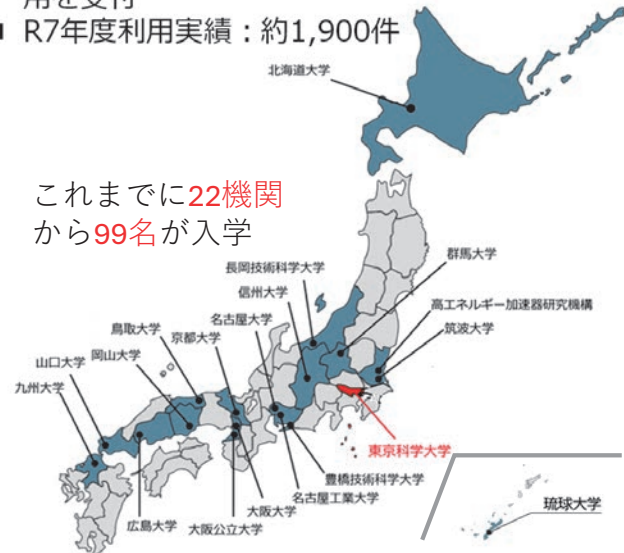 用を受付
R7年度利用実績：約1,900件
北海道大学
これまでに22機関
から99名が入学
群馬大学
長岡技術科学大学
信州大学
高エネルギー加速器研究機構
名古屋大学
筑波大学
鳥取大学
京都大学
岡山大学
山口大学
九州大学
東京科学大学
豊橋技術科学大学
名古屋工業大学
大阪大学
広島大学
大阪公立大学
琉球大学